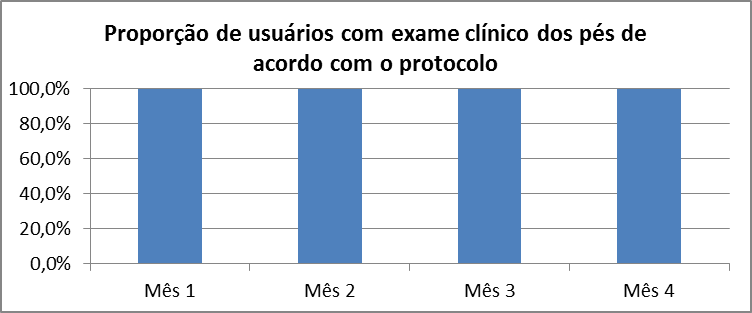 Proporção de usuários com exame clínico dos pés de
acordo com o protocolo
100,0%
80,0%
60,0%
40,0%
20,0%
0,0%
Mês 1
Mês 2
Mês 3
Mês 4